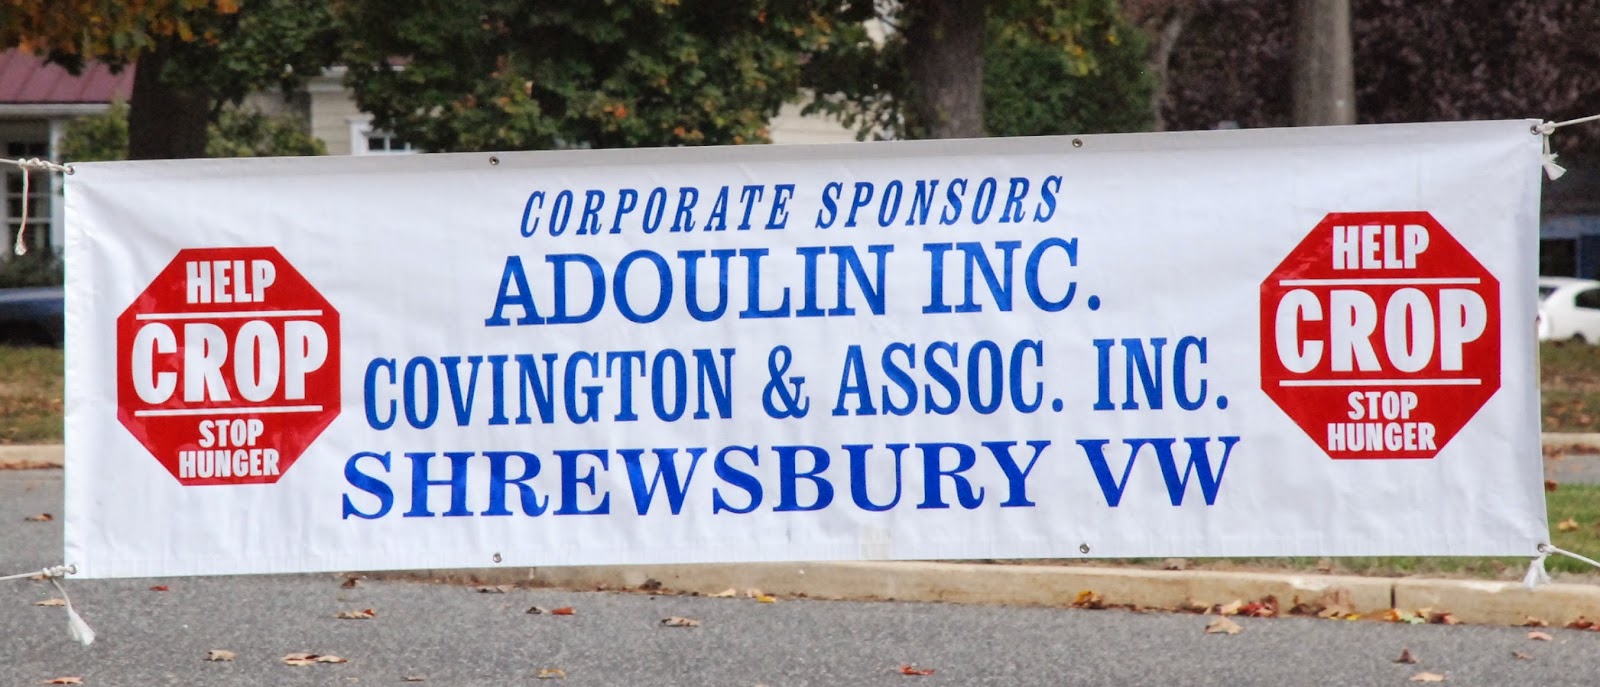 HELP
CROP
STOP
HUNGER
CORPORATE SPONSORS
ADOULIN INC.
COVINGTON & ASSOC. INC.
SHREWSBURY VW
HELP
CROP
STOP
HUNGER